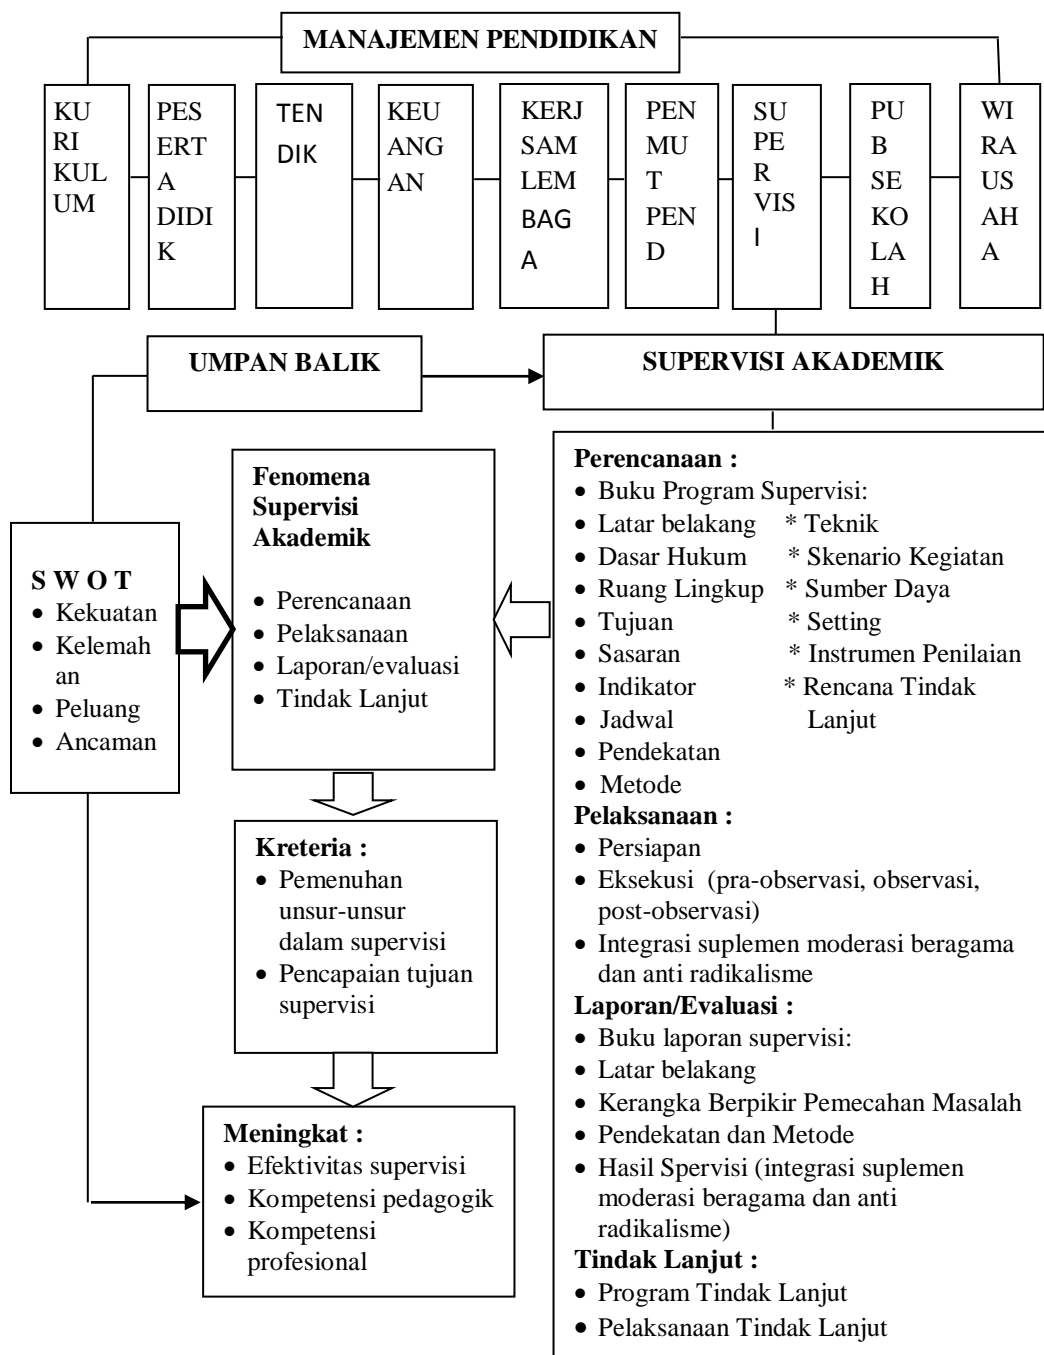 MANAJEMEN PENDIDIKAN
KU
RI
KUL
UM
PES
ERT
A
DIDI
K
TEN
DIK
KEU
ANG
AN
KERJ
SAM
LEM
BAG
A
PEN
MU
T
PEN
D
SU
PE
R
VIS
I
PU
B
SE
KO
LA
H
WI
RA
US
AH
A
UMPAN BALIK
SUPERVISI AKADEMIK
S W O T
• Kekuatan
• Kelemah
an
• Peluang
• Ancaman
Fenomena
Supervisi
Akademik
• Perencanaan
• Pelaksanaan
• Laporan/evaluasi
• Tindak Lanjut
Kreteria :
• Pemenuhan
unsur-unsur
dalam supervisi
• Pencapaian tujuan
supervisi
Meningkat :
• Efektivitas supervisi
• Kompetensi pedagogik
• Kompetensi
profesional
Perencanaan :
• Buku Program Supervisi:
• Latar belakang * Teknik
• Dasar Hukum * Skenario Kegiatan
• Ruang Lingkup * Sumber Daya
• Tujuan * Setting
• Sasaran * Instrumen Penilaian
• Indikator * Rencana Tindak
• Jadwal Lanjut
• Pendekatan
• Metode
Pelaksanaan :
• Persiapan
• Eksekusi (pra-observasi, observasi,
post-observasi)
• Integrasi suplemen moderasi beragama
dan anti radikalisme
Laporan/Evaluasi :
• Buku laporan supervisi:
• Latar belakang
• Kerangka Berpikir Pemecahan Masalah
• Pendekatan dan Metode
• Hasil Spervisi (integrasi suplemen
moderasi beragama dan anti
radikalisme)
Tindak Lanjut :
• Program Tindak Lanjut
• Pelaksanaan Tindak Lanjut